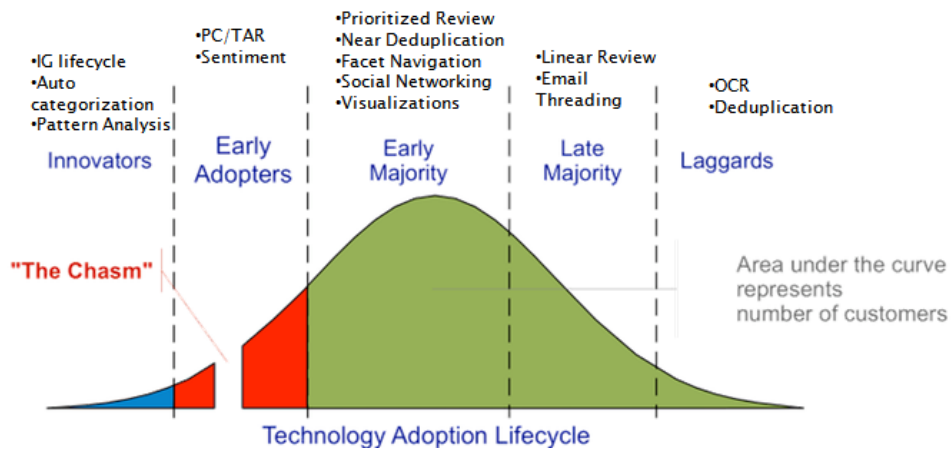 •IG lifecycle
•Auto
categorization
•Pattern Analysis
Innovators
•PC/TAR
•Sentiment
Early
Adopters
•Prioritized Review
•Near Deduplication
•Facet Navigation
•Social Networking
•Visualizations
Early
Majority
•Linear Review
•Email
Threading
Late
Majority
•OCR
•Deduplication
Laggards
"The Chasm"
Area under the curve
represents
number of customers
Technology Adoption Lifecycle